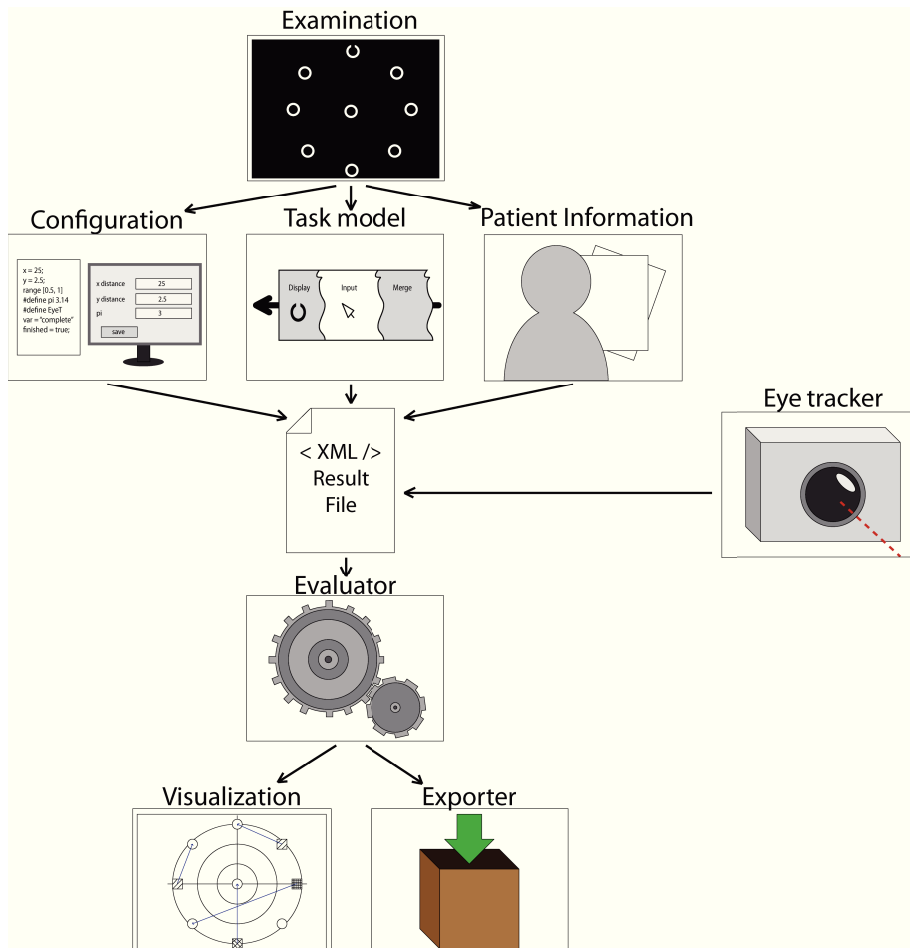 Examination
Configuration
Task model
Patient Information
x = 25;
y = 2.5;
range [0.5, 1]
#define pi 3.14
#define EyeT
var = "complete"
finished = true;
x distance 25
y distance 2.5
pi 3
save
Display Input Merge
Eye tracker
< XML />
Result
File
Evaluator
Visualization
Exporter